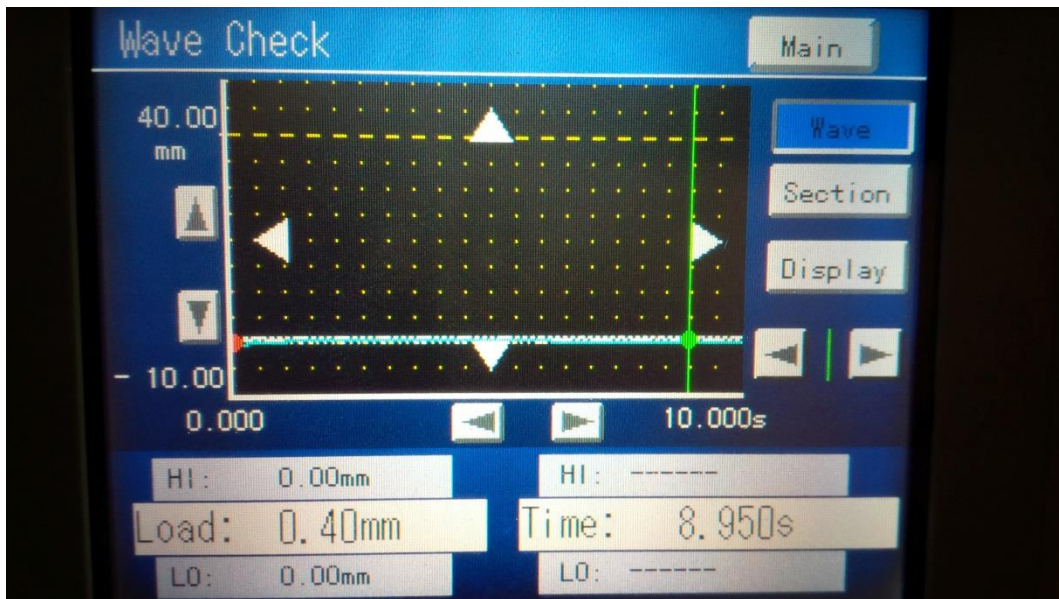 Wave Check
Main
40.00
mm
Wave
Section
Display
- 10.00
0.000
10.000s
HI: 0.00mm
HI: ------
Load: 0.40mm
Time: 8.950s
LO: 0.00mm
LO: ------